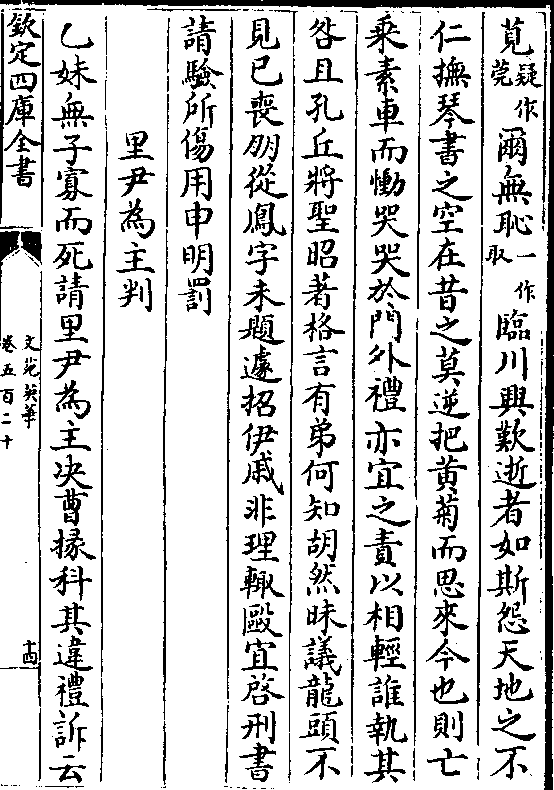 莧疑作莞爾無恥一作取臨川興歎逝者如斯怨天地之不
仁撫琴書之空在昔之莫逆把黄菊而思來今也則亡
乘素車而慟哭哭於門外禮亦宜之責以相輕誰執其
咎且孔丘將聖昭著格言有弟何知胡然昧議龍頭不
見已喪朋從鳳字未題遽招伊戚非理輙毆宜啓刑書
請驗所傷用申明罰
里尹為主判
乙妹無子寡而死請里尹為主决曹掾科其違禮訴云
欽定四庫全書
文苑英華
卷五百二十
十四